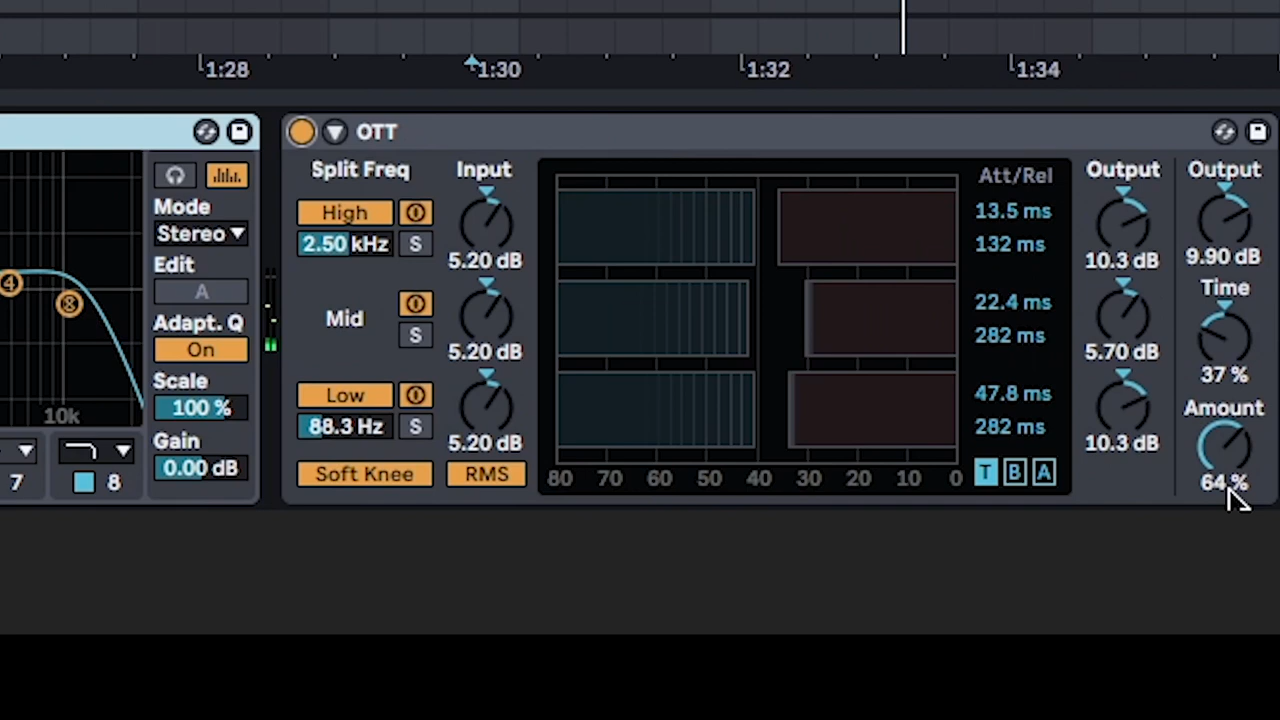 1:28 1:30 1:32 1:34
OTT
Mode
Stereo
Edit
A
Adapt. Q
On
Scale
100 %
Gain
0.00 dB
4
8
10k
7 8
Split Freq Input Att/Rel Output Output
High 13.5 ms
2.50 kHz S 132 ms
5.20 dB 10.3 dB 9.90 dB
Time
Mid 22.4 ms
S 282 ms
5.20 dB 5.70 dB 37 %
Low 47.8 ms Amount
88.3 Hz S 282 ms
5.20 dB 10.3 dB
Soft Knee RMS 80 70 60 50 40 30 20 10 0 T B A 64 %